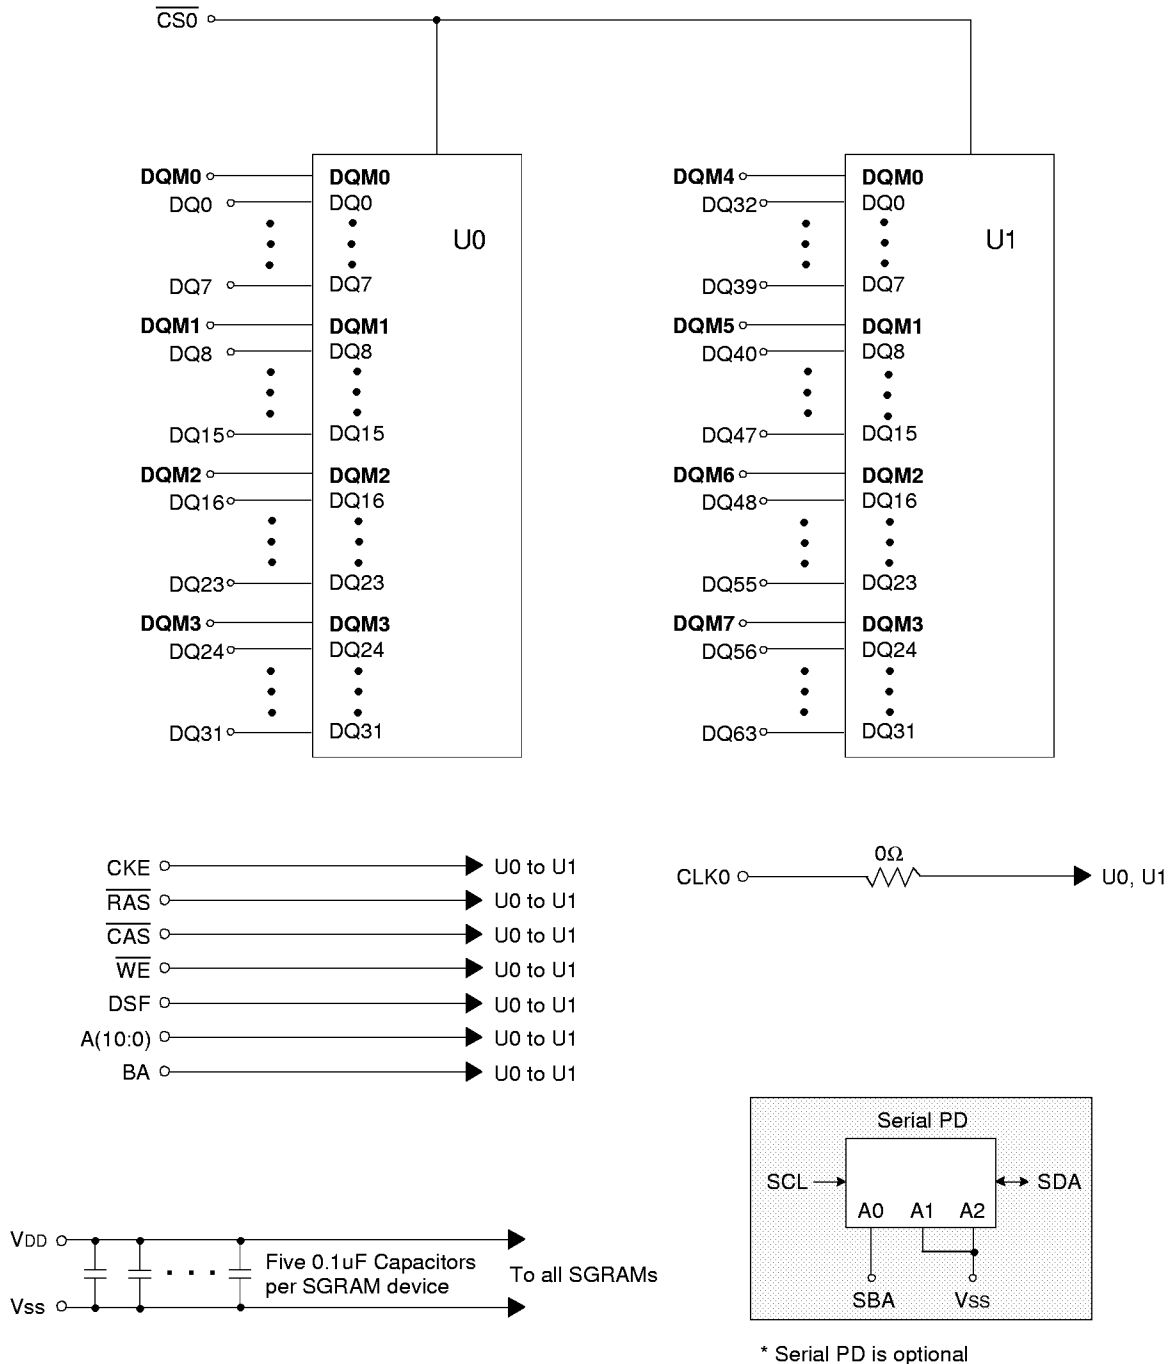 CS0
DQM0 DQM0
DQ0 DQ0
U0
DQ7 DQ7
DQM1 DQM1
DQ8 DQ8
DQ15 DQ15
DQM2 DQM2
DQ16 DQ16
DQ23 DQ23
DQM3 DQM3
DQ24 DQ24
DQ31 DQ31
DQM4 DQM0
DQ32 DQ0
U1
DQ39 DQ7
DQM5 DQM1
DQ40 DQ8
DQ47 DQ15
DQM6 DQM2
DQ48 DQ16
DQ55 DQ23
DQM7 DQM3
DQ56 DQ24
DQ63 DQ31
CKE U0 to U1
RAS U0 to U1
CAS U0 to U1
WE U0 to U1
DSF U0 to U1
A(10:0) U0 to U1
BA U0 to U1
0Ω
CLK0 U0, U1
Serial PD
SCL SDA
A0 A1 A2
SBA VSS
* Serial PD is optional
VDD
Five 0.1uF Capacitors
per SGRAM device
To all SGRAMs
Vss